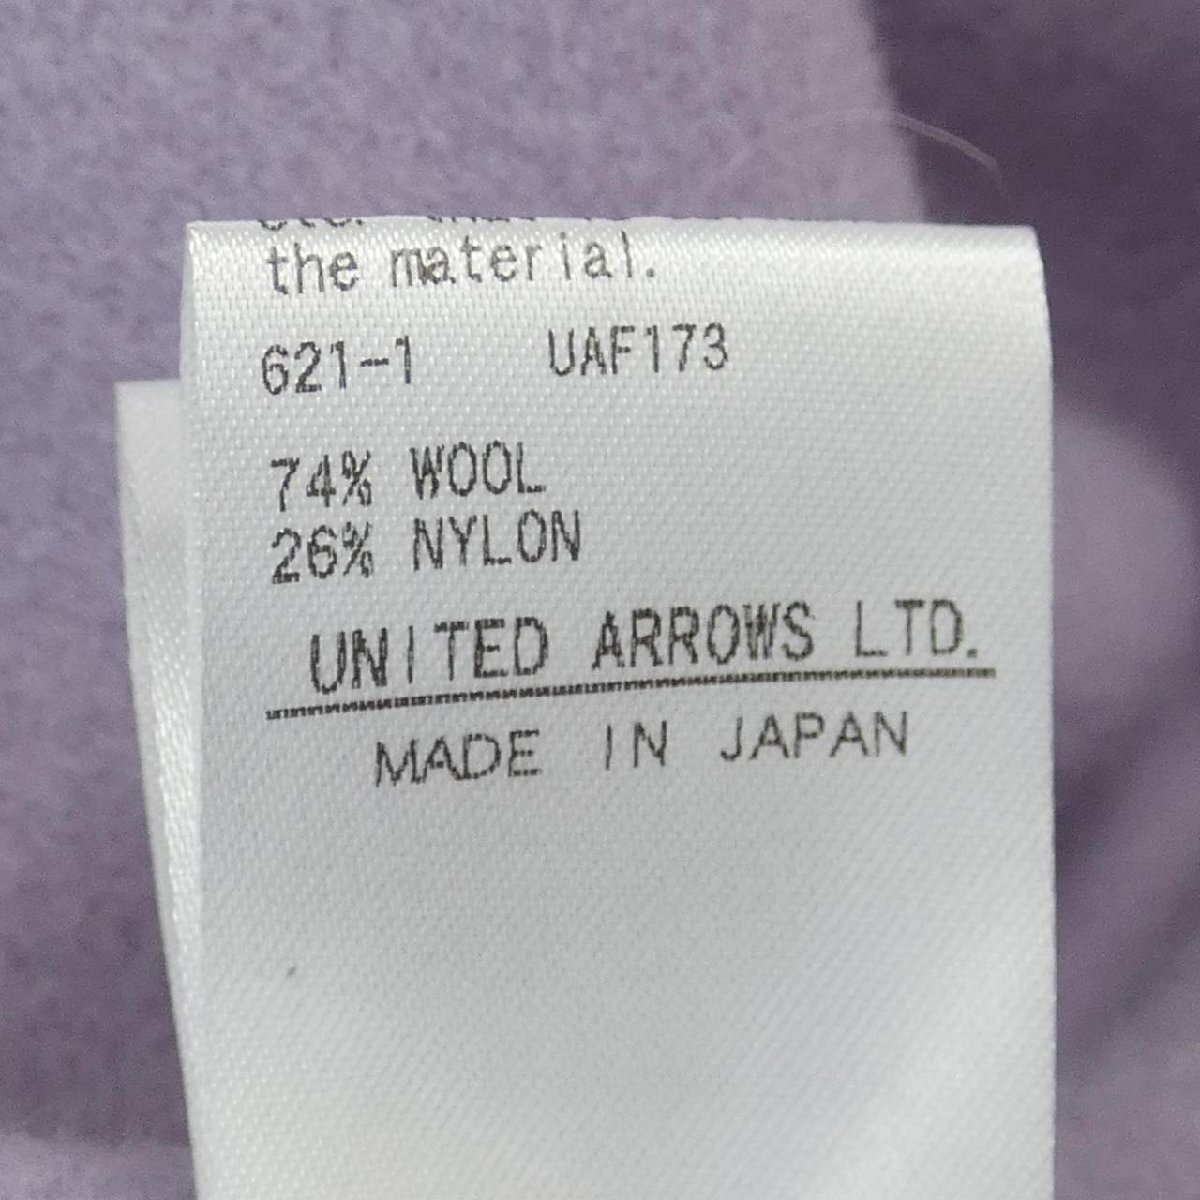 the material.
621-1 UAF173
74% WOOL
26% NYLON
UNITED ARROWS LTD.
MADE IN JAPAN